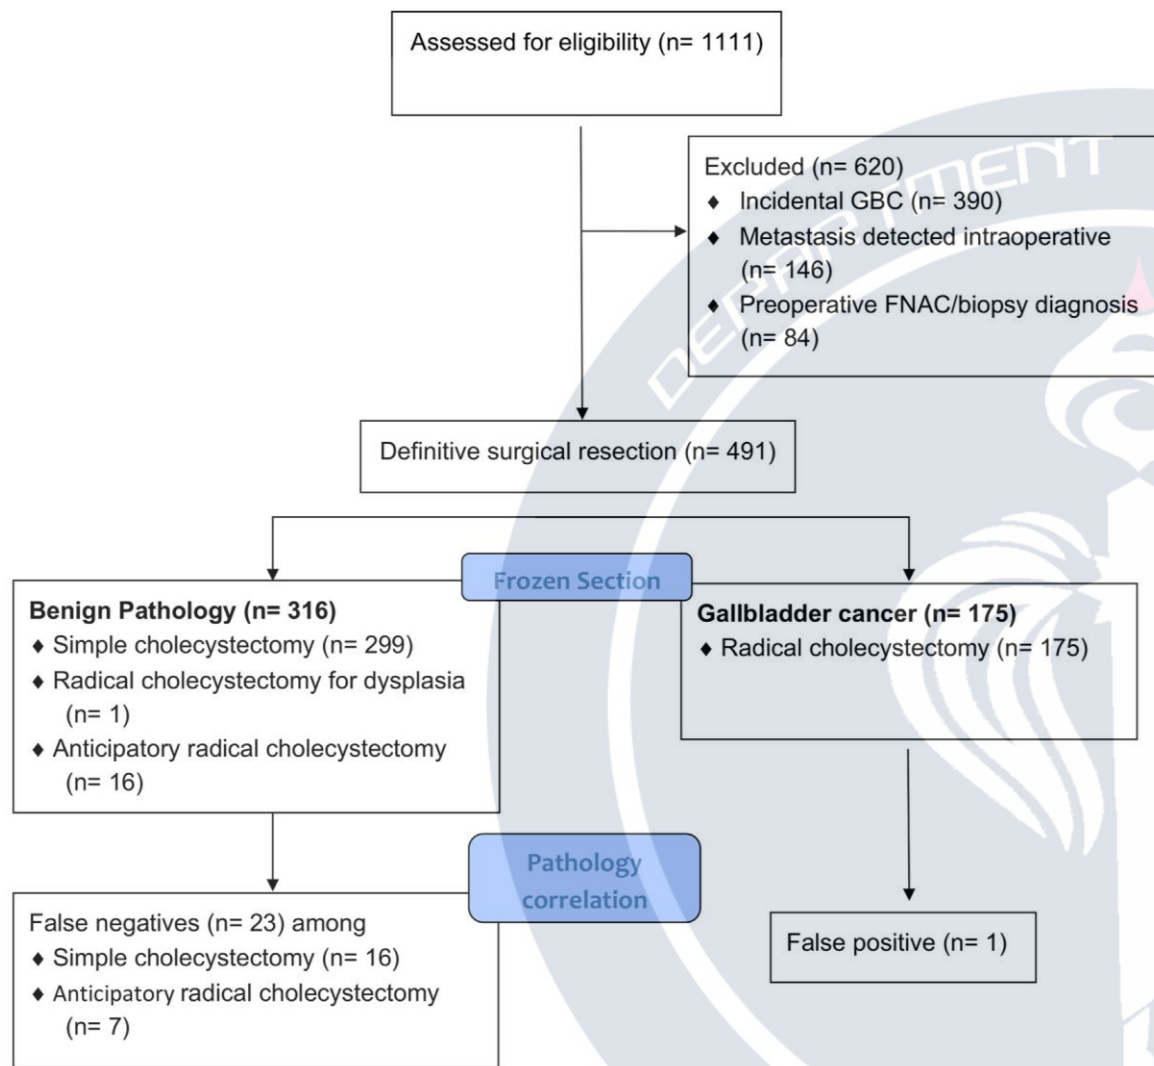 Assessed for eligibility (n= 1111)
Excluded (n= 620)
♦ Incidental GBC (n= 390)
♦ Metastasis detected intraoperative
(n= 146)
♦ Preoperative FNAC/biopsy diagnosis
(n= 84)
DEPARTMENT
Definitive surgical resection (n= 491)
Frozen Section
Benign Pathology (n= 316)
♦ Simple cholecystectomy (n= 299)
♦ Radical cholecystectomy for dysplasia
(n= 1)
♦ Anticipatory radical cholecystectomy
(n= 16)
Gallbladder cancer (n= 175)
♦ Radical cholecystectomy (n= 175)
Pathology
correlation
False negatives (n= 23) among
♦ Simple cholecystectomy (n= 16)
♦ Anticipatory radical cholecystectomy
(n= 7)
False positive (n= 1)